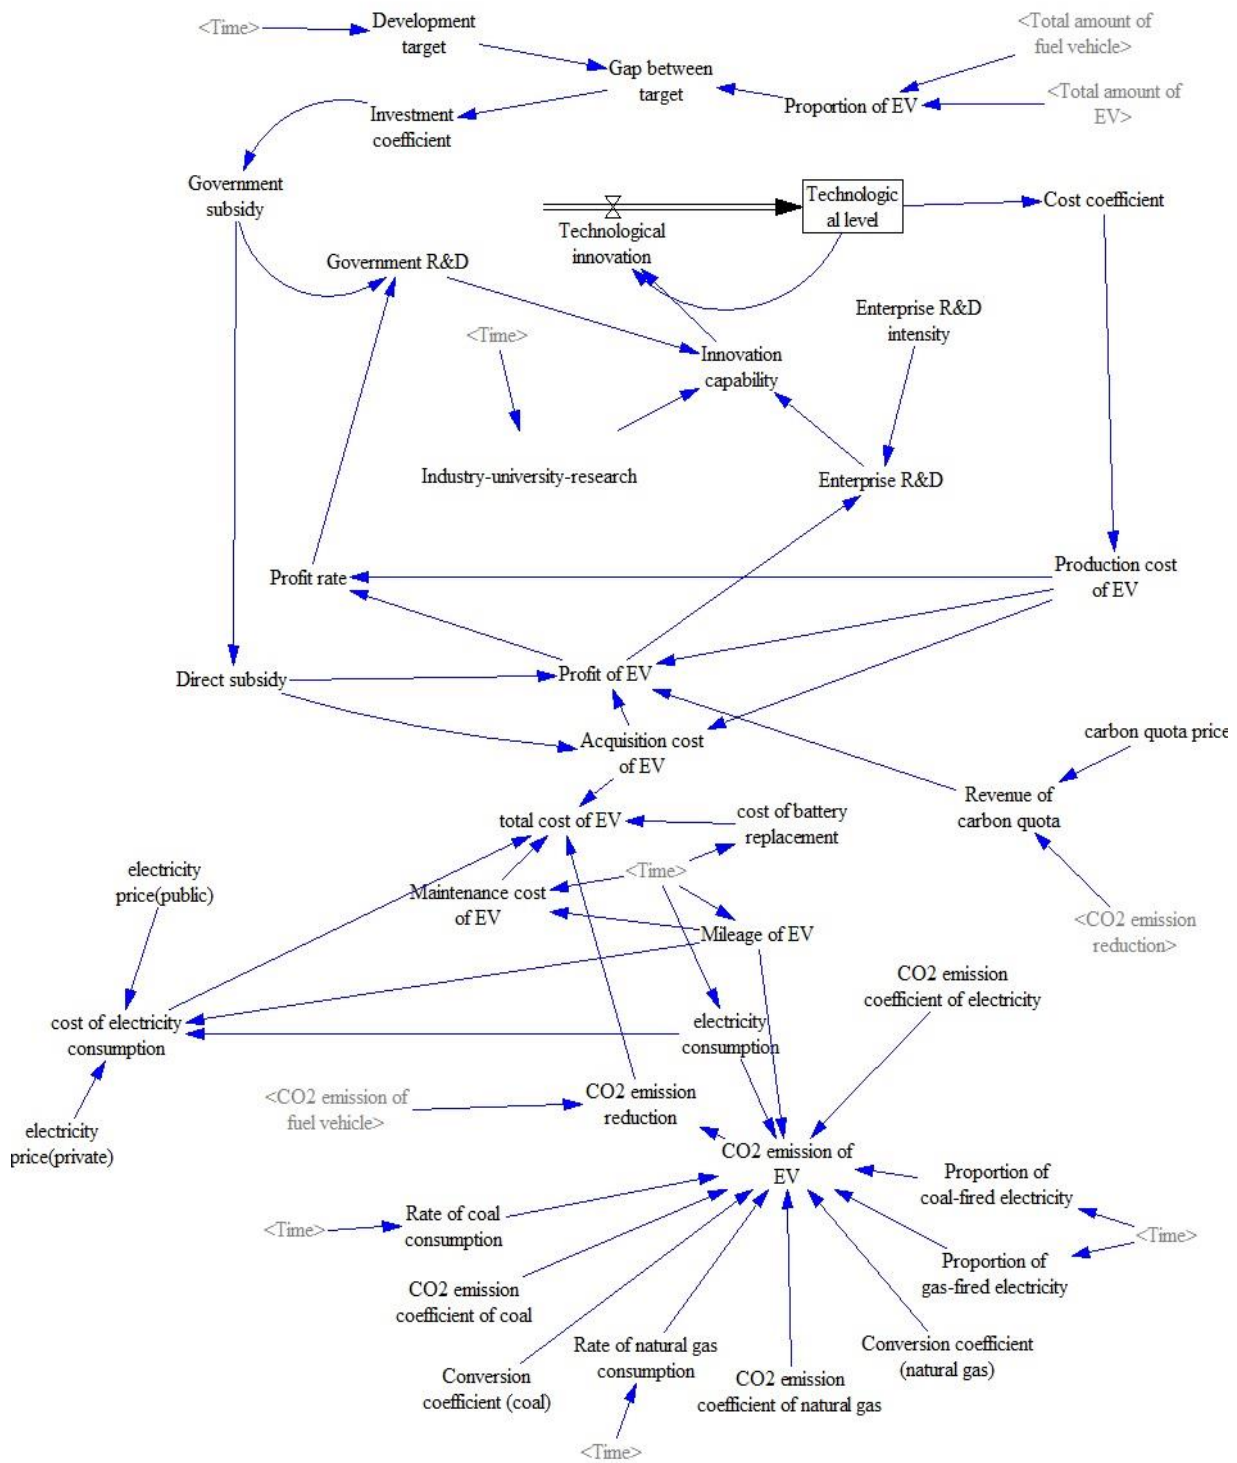 <Time>
Development
target
<Total amount of
fuel vehicle>
Gap between
target
Proportion of EV
<Total amount of
EV>
Investment
coefficient
Government
subsidy
Technologic
al level
Cost coefficient
Technological
innovation
Government R&D
Enterprise R&D
intensity
<Time>
Innovation
capability
Industry-university-research
Enterprise R&D
Profit rate
Production cost
of EV
Direct subsidy
Profit of EV
Acquisition cost
of EV
carbon quota price
Revenue of
carbon quota
total cost of EV
cost of battery
replacement
electricity
price(public)
<Time>
Maintenance cost
of EV
Mileage of EV
<CO2 emission
reduction>
CO2 emission
coefficient of electricity
cost of electricity
consumption
electricity
consumption
<CO2 emission of
fuel vehicle>
CO2 emission
reduction
electricity
price(private)
CO2 emission of
EV
Proportion of
coal-fired electricity
<Time>
Rate of coal
consumption
<Time>
Proportion of
gas-fired electricity
CO2 emission
coefficient of coal
Rate of natural gas
consumption
Conversion coefficient
(natural gas)
Conversion
coefficient (coal)
CO2 emission
coefficient of natural gas
<Time>